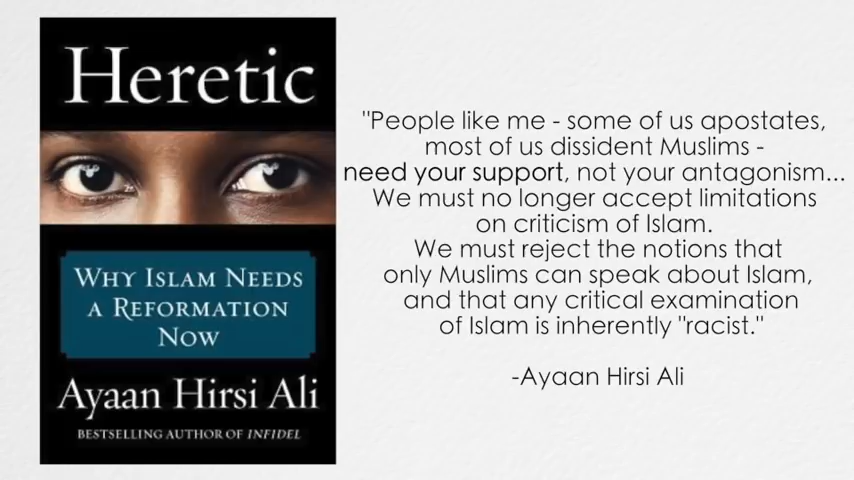 Heretic
WHY ISLAM NEEDS
A REFORMATION
NOW
Ayaan Hirsi Ali
BESTSELLING AUTHOR OF INFIDEL
"People like me - some of us apostates,
most of us dissident Muslims -
need your support, not your antagonism...
We must no longer accept limitations
on criticism of Islam.
We must reject the notions that
only Muslims can speak about Islam,
and that any critical examination
of Islam is inherently "racist."
-Ayaan Hirsi Ali